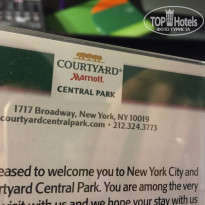 TOP Hotels
ФОТО ТУРИСТА
COURTYARD®
Marriott
CENTRAL PARK
1717 Broadway, New York, NY 10019
courtyardcentralpark.com • 212.324.3773
eased to welcome you to New York City and
rtyard Central Park. You are among the very
visit with us and we hope your stay with us